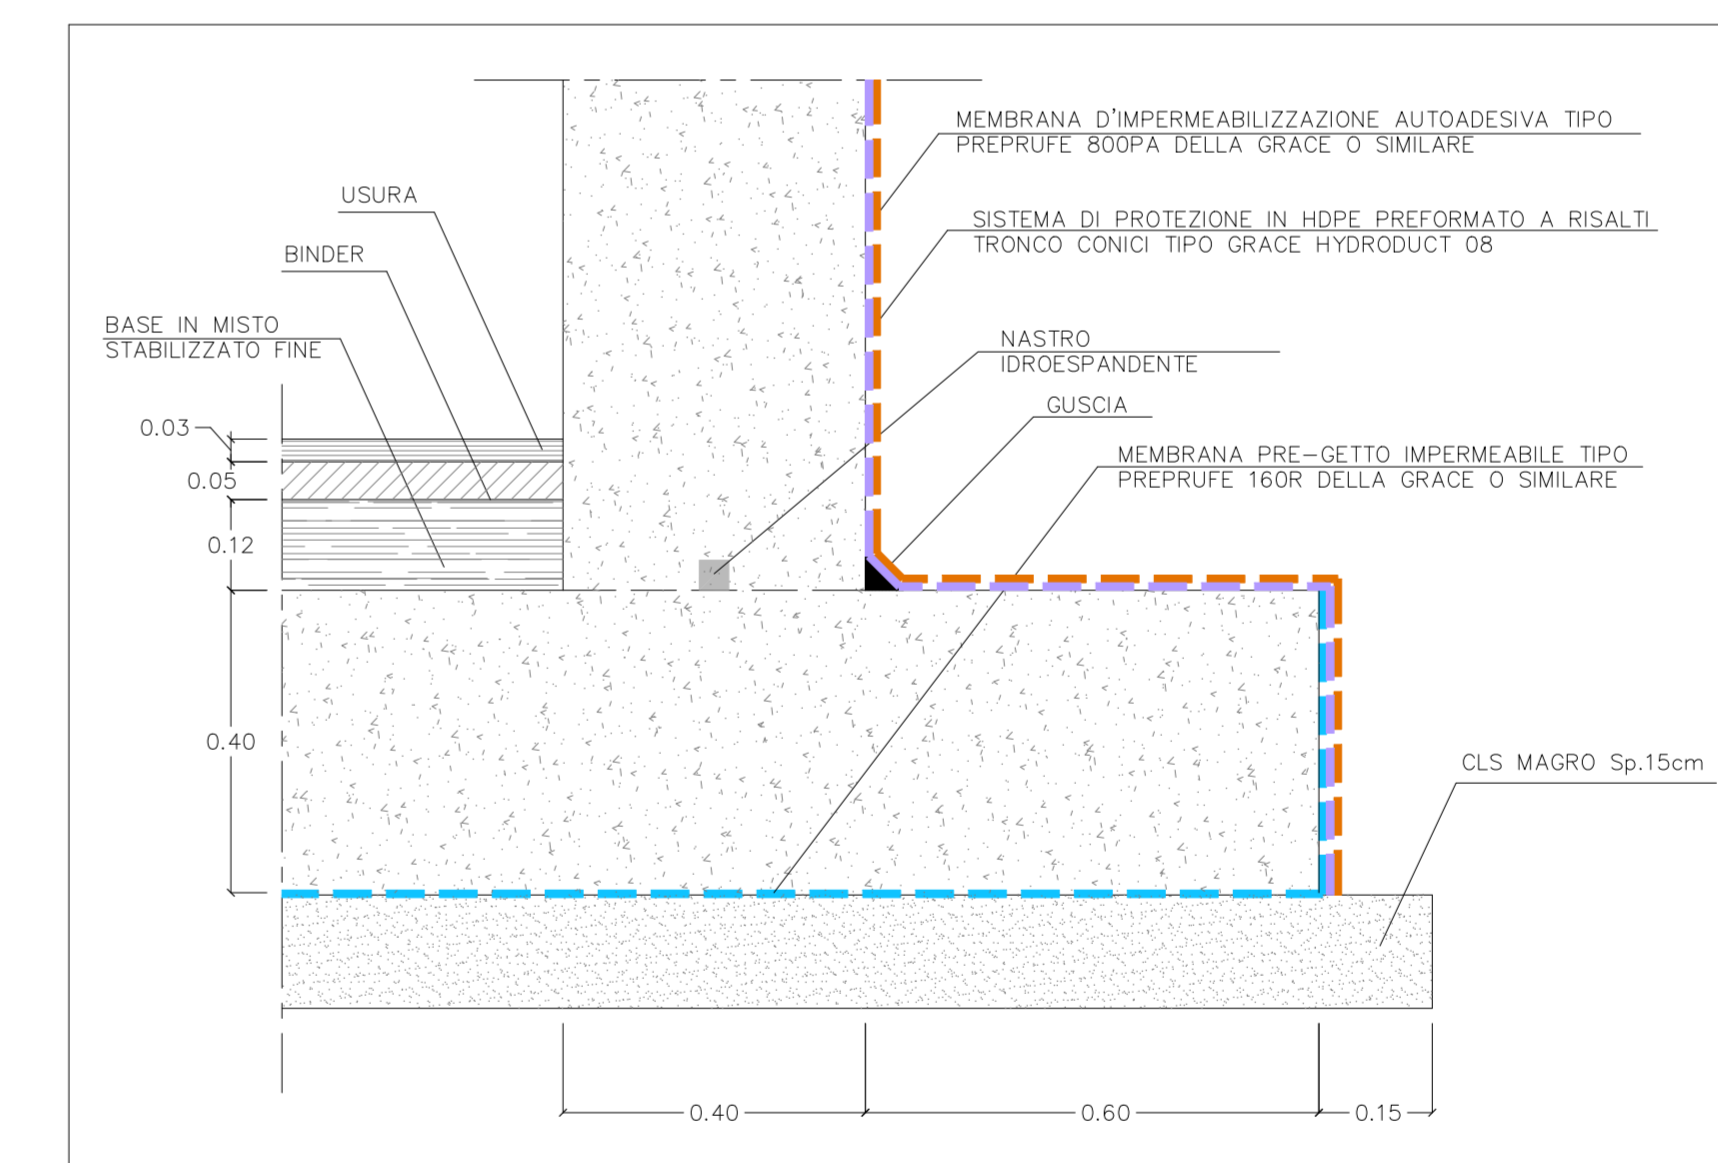 MEMBRANA D'IMPERMEABILIZZAZIONE AUTOADESIVA TIPO
PREPRUFE 800PA DELLA GRACE O SIMILARE
USURA
SISTEMA DI PROTEZIONE IN HDPE PREFORMATO A RISALTI
TRONCO CONICI TIPO GRACE HYDRODUCT 08
BINDER
BASE IN MISTO
STABILIZZATO FINE
NASTRO
IDROESPANDENTE
GUSCIA
0.03
MEMBRANA PRE-GETTO IMPERMEABILE TIPO
PREPRUFE 160R DELLA GRACE O SIMILARE
0.05
0.12
0.40
CLS MAGRO Sp.15cm
0.40
0.60
0.15